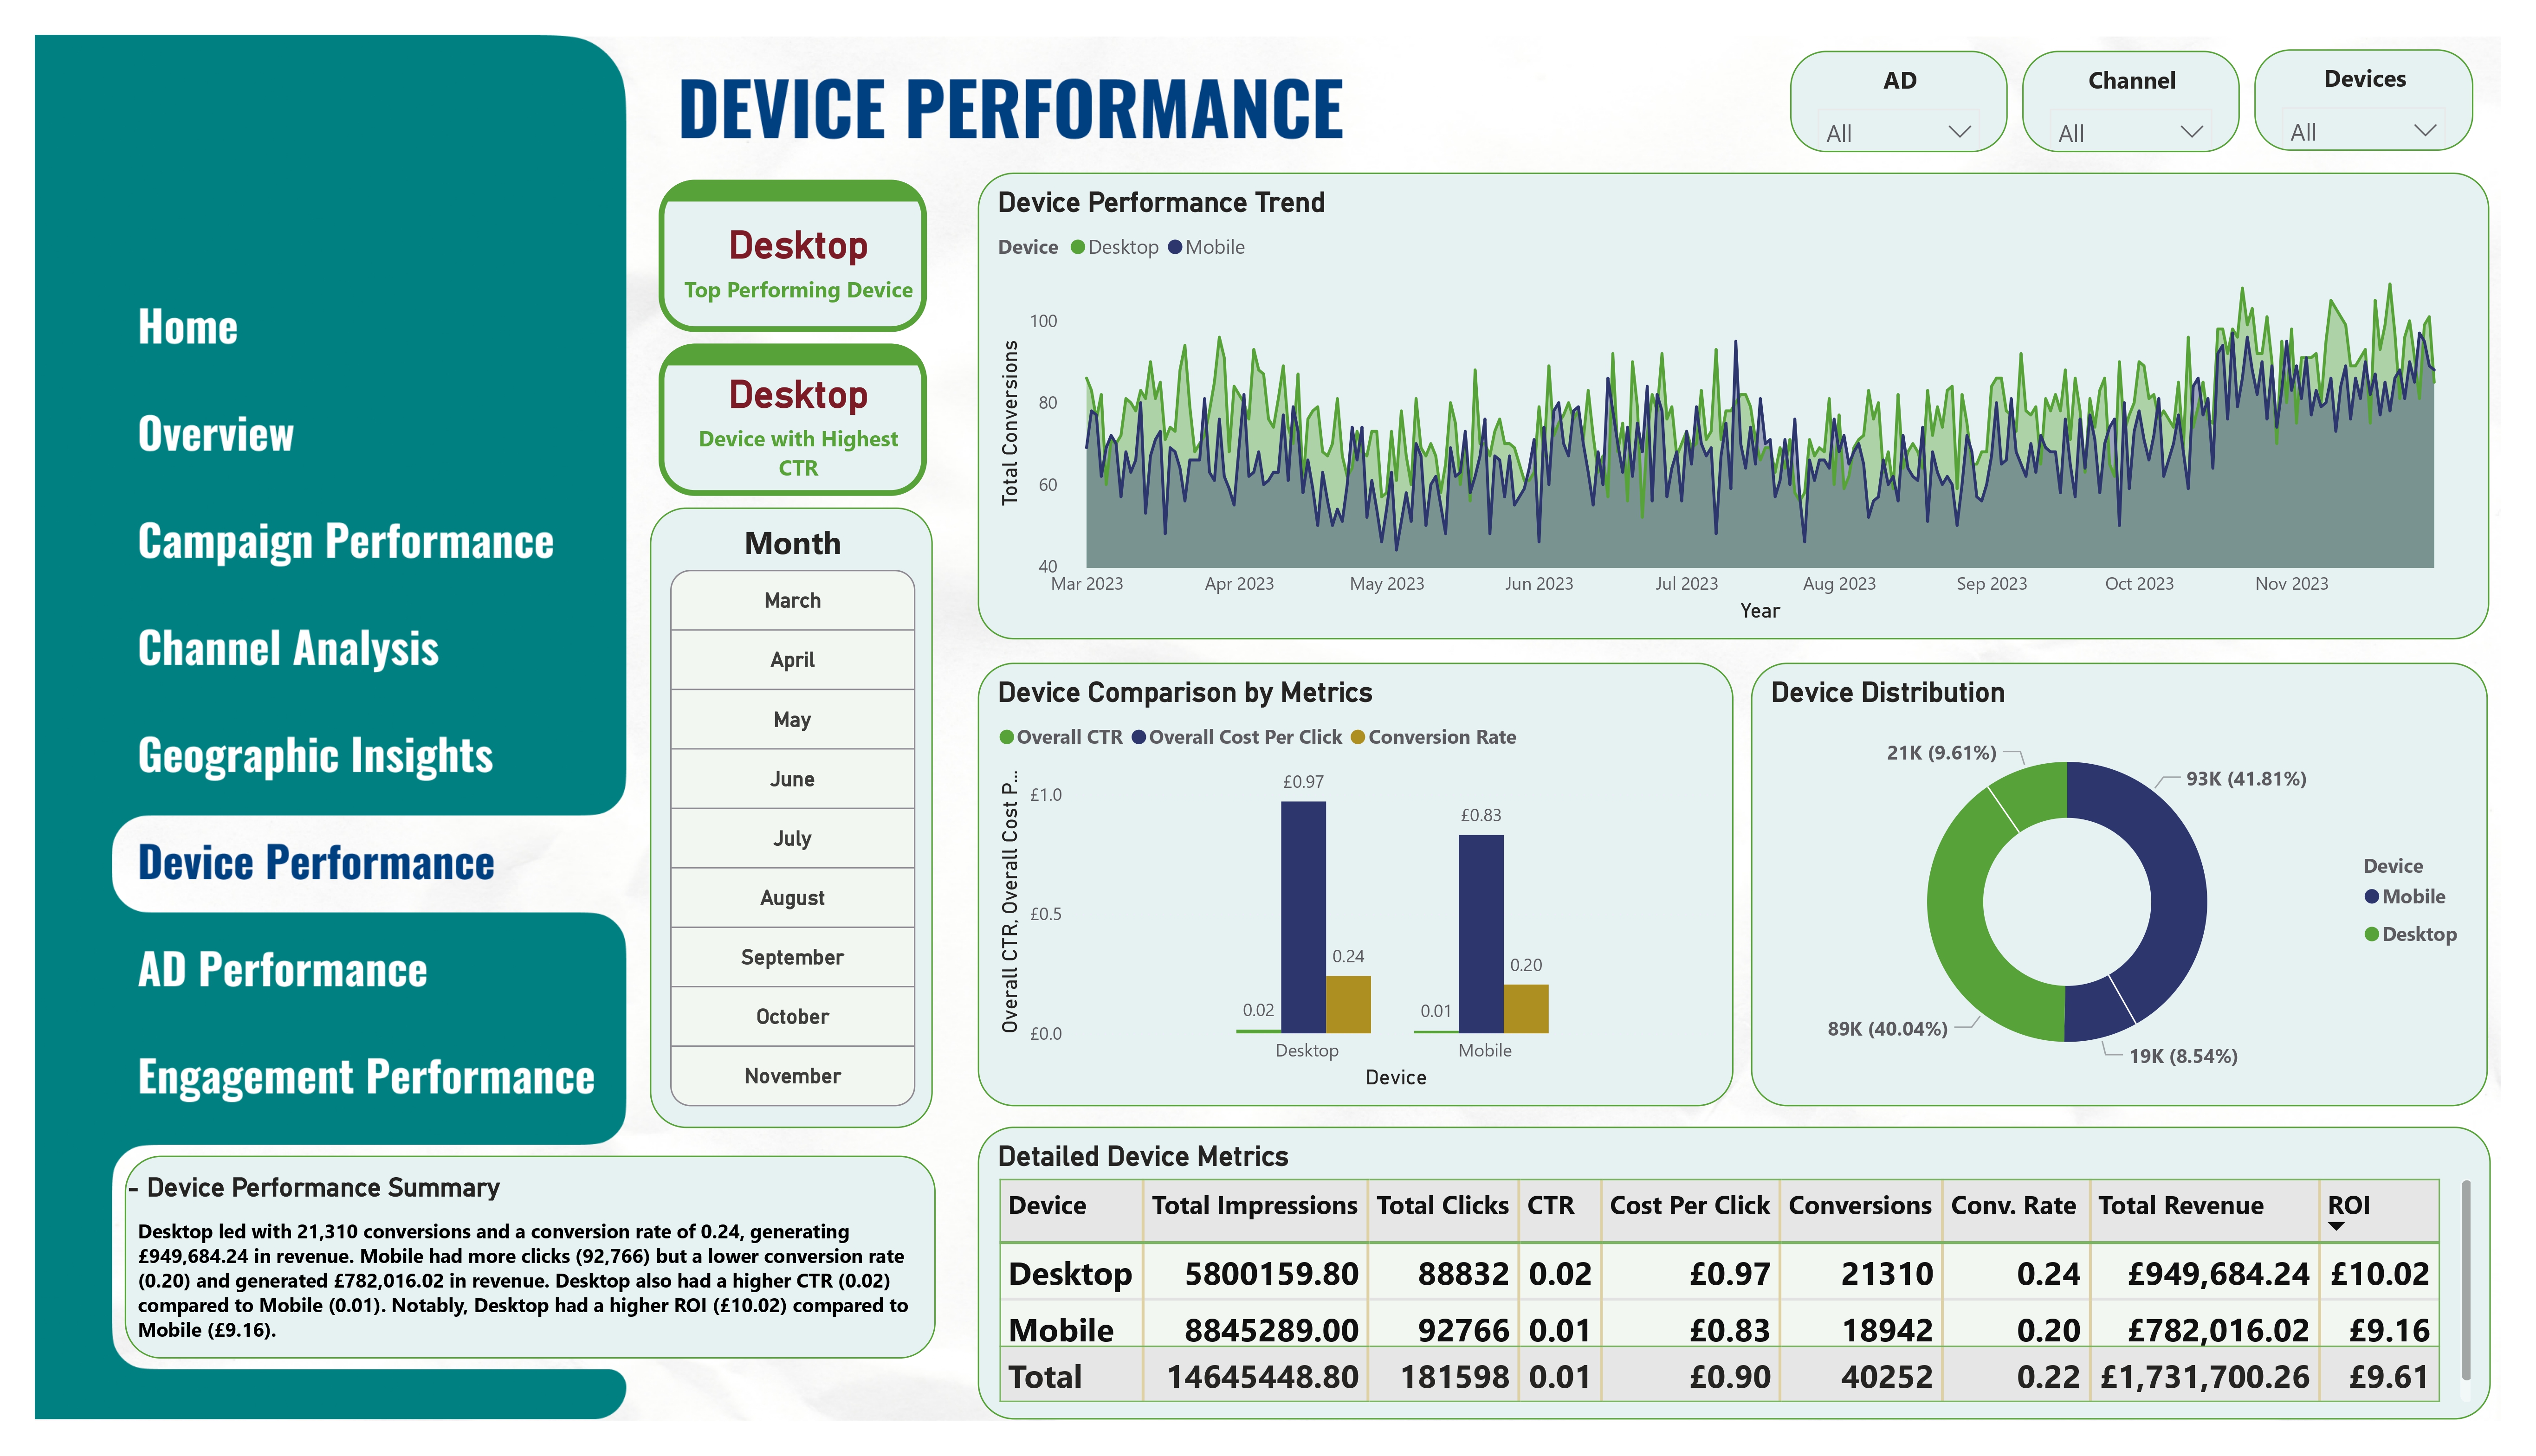 Home
Overview
Campaign Performance
Channel Analysis
Geographic Insights
Device Performance
AD Performance
Engagement Performance
- Device Performance Summary
Desktop led with 21,310 conversions and a conversion rate of 0.24, generating
£949,684.24 in revenue. Mobile had more clicks (92,766) but a lower conversion rate
(0.20) and generated £782,016.02 in revenue. Desktop also had a higher CTR (0.02)
compared to Mobile (0.01). Notably, Desktop had a higher ROI (£10.02) compared to
Mobile (£9.16).
DEVICE PERFORMANCE
AD
All
Channel
All
Devices
All
Desktop
Top Performing Device
Desktop
Device with Highest
CTR
Month
March
April
May
June
July
August
September
October
November
Device Performance Trend
Device Desktop Mobile
Total Conversions
100
80
60
40
Mar 2023 Apr 2023 May 2023 Jun 2023 Jul 2023 Aug 2023 Sep 2023 Oct 2023 Nov 2023
Year
Device Comparison by Metrics
Overall CTR Overall Cost Per Click Conversion Rate
Overall CTR, Overall Cost P...
£1.0
£0.5
£0.0
0.02 £0.97 0.24
0.01 £0.83 0.20
Desktop Mobile
Device
Device Distribution
21K (9.61%)
93K (41.81%)
89K (40.04%)
19K (8.54%)
Device
Mobile
Desktop
Detailed Device Metrics
Device Total Impressions Total Clicks CTR Cost Per Click Conversions Conv. Rate Total Revenue ROI
Desktop 5800159.80 88832 0.02 £0.97 21310 0.24 £949,684.24 £10.02
Mobile 8845289.00 92766 0.01 £0.83 18942 0.20 £782,016.02 £9.16
Total 14645448.80 181598 0.01 £0.90 40252 0.22 £1,731,700.26 £9.61